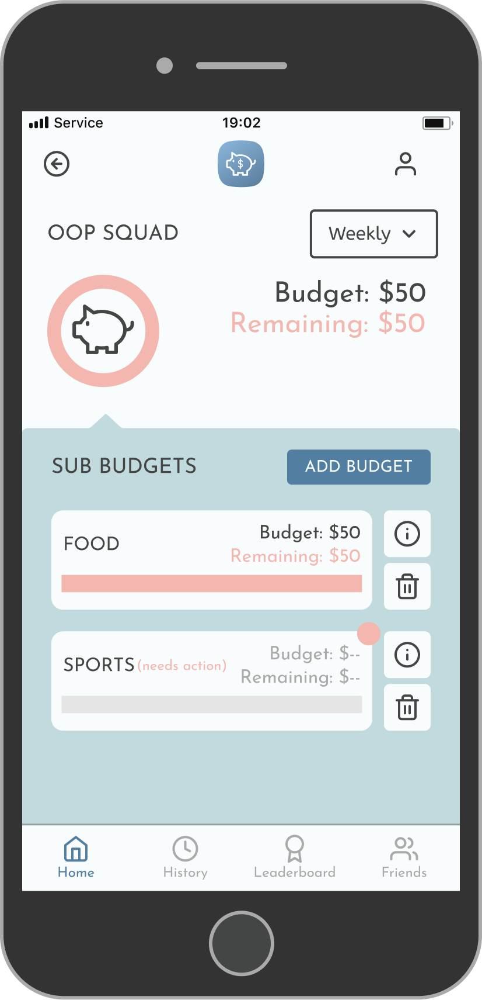 Service
19:02
$
OOP SQUAD
Weekly
Budget: $50
Remaining: $50
SUB BUDGETS
ADD BUDGET
FOOD
Budget: $50
Remaining: $50
SPORTS (needs action)
Budget: $--
Remaining: $--
Home
History
Leaderboard
Friends